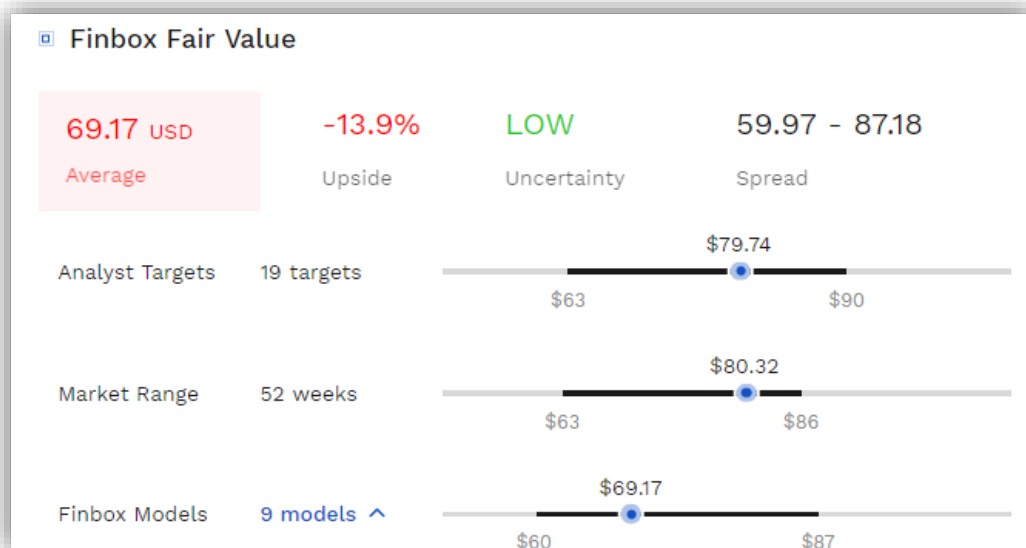 Finbox Fair Value
69.17 USD -13.9% LOW 59.97 - 87.18
Average Upside Uncertainty Spread
$79.74
Analyst Targets 19 targets
$63 $90
$80.32
Market Range 52 weeks
$63 $86
$69.17
Finbox Models 9 models
$60 $87